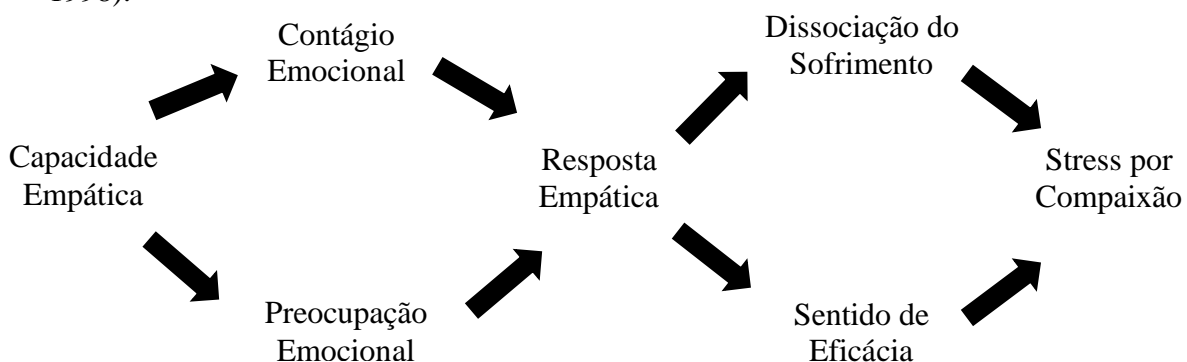 Contágio
Emocional
Dissociação do
Sofrimento
Capacidade
Empática
Resposta
Empática
Stress por
Compaixão
Preocupação
Emocional
Sentido de
Eficácia